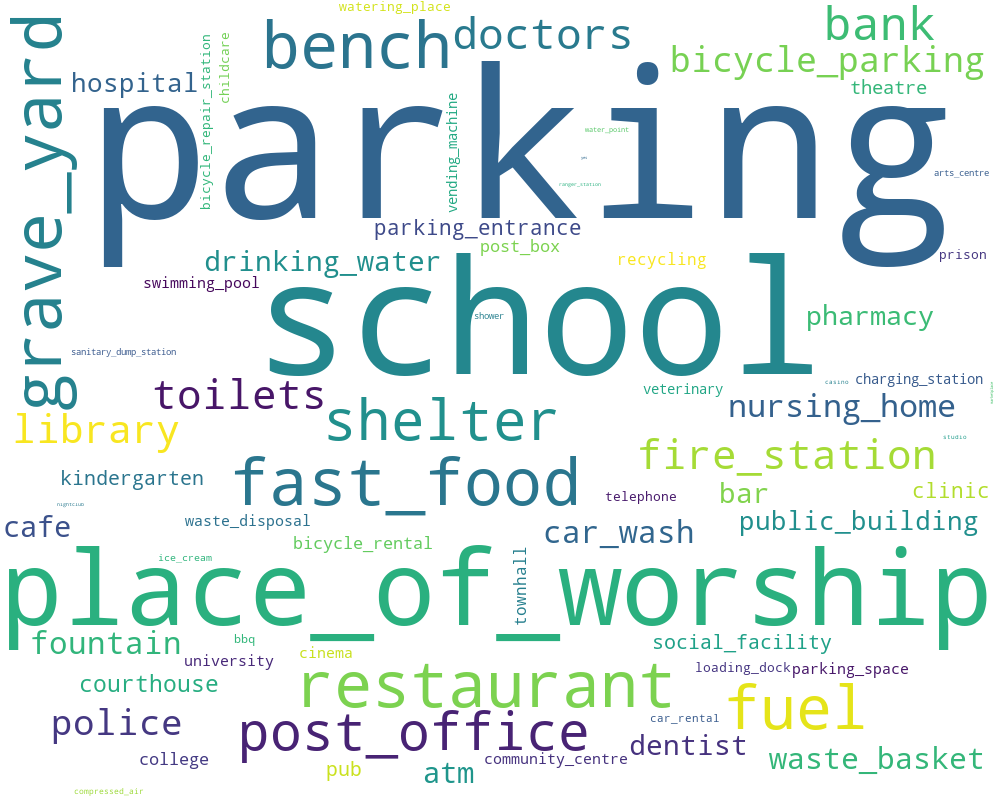 watering_place
bank
bench
doctors
bicycle_parking
grave_yard
hospital
bicycle_repair_station
childcare
theatre
parking
vending_machine
water_point
ranger_station
arts_centre
parking_entrance
post_box
prison
drinking_water
recycling
swimming_pool
school
shower
pharmacy
sanitary_dump_station
toilets
veterinary
casino
charging_station
library
shelter
nursing_home
studio
fire_station
kindergarten
fast_food
telephone
bar
clinic
nightclub
cafe
waste_disposal
car_wash
public_building
bicycle_rental
ice_cream
townhall
place_of_worship
fountain
bbq
social_facility
university
cinema
loading_dock
parking_space
courthouse
restaurant
fuel
police
post_office
car_rental
dentist
college
community_centre
waste_basket
pub
atm
compressed_air